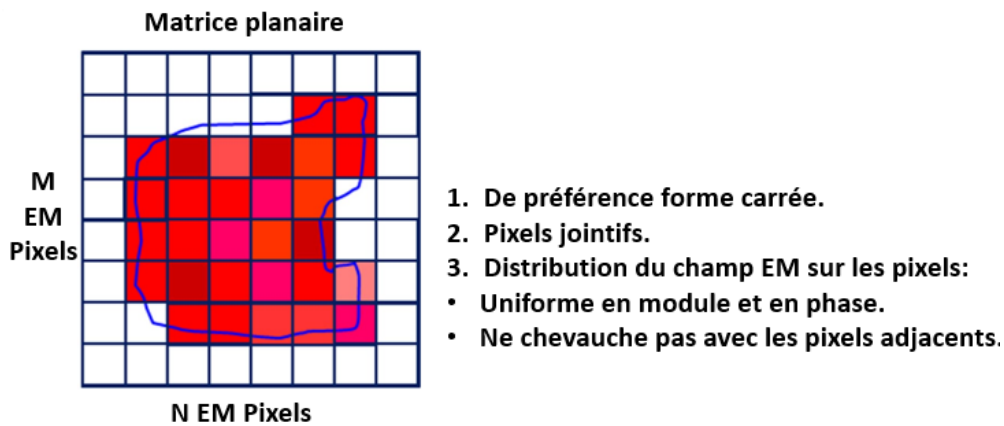 Matrice planaire
M
EM
Pixels
1. De préférence forme carrée.
2. Pixels jointifs.
3. Distribution du champ EM sur les pixels:
• Uniforme en module et en phase.
• Ne chevauche pas avec les pixels adjacents.
N EM Pixels